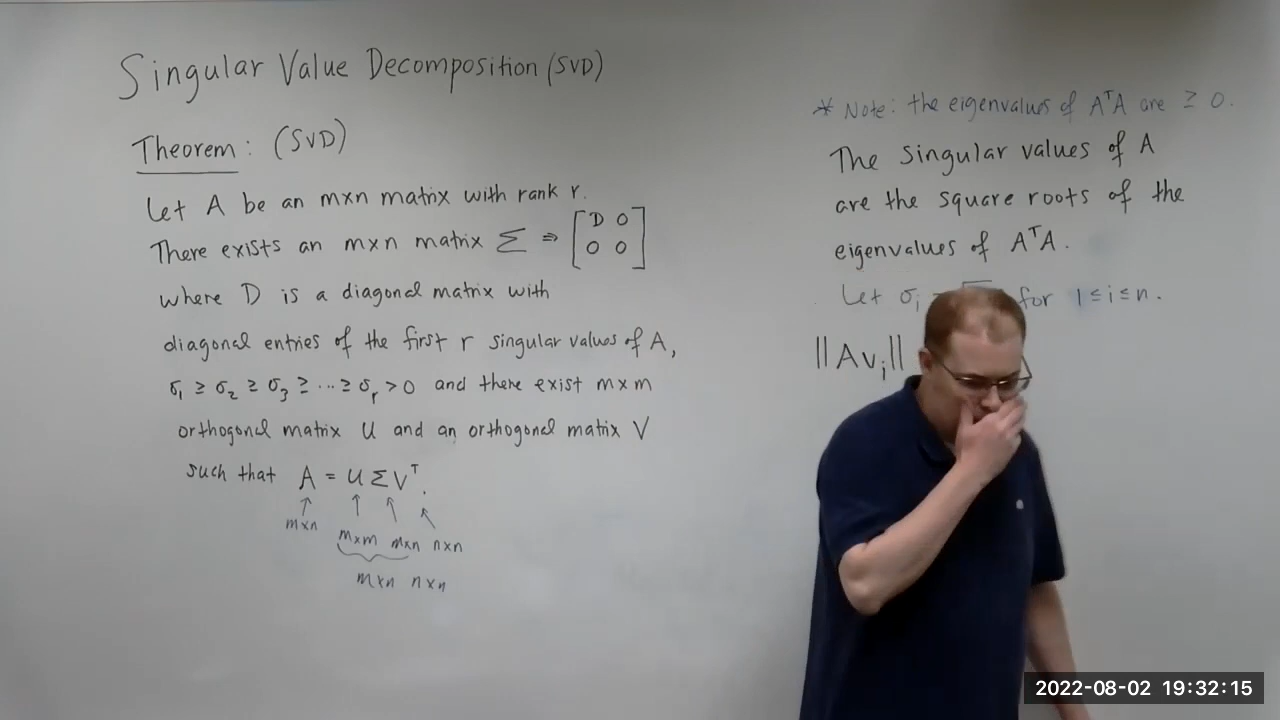 Singular Value Decomposition (SVD)
Theorem: (SVD)
Let A be an m×n matrix with rank r.
There exists an m×n matrix Σ ⇒ [D 0
0 0]
where D is a diagonal matrix with
diagonal entries of the first r singular values of A,
σ₁ ≥ σ₂ ≥ σ₃ ≥ ... ≥ σᵣ > 0 and there exist m×m
orthogonal matrix U and an orthogonal matrix V
such that A = U Σ Vᵀ.
m×n m×m m×n n×n
m×n n×n
* Note: the eigenvalues of AᵀA are ≥ 0.
The singular values of A
are the square roots of the
eigenvalues of AᵀA.
Let σᵢ for 1 ≤ i ≤ n.
||Avᵢ||
2022-08-02 19:32:15